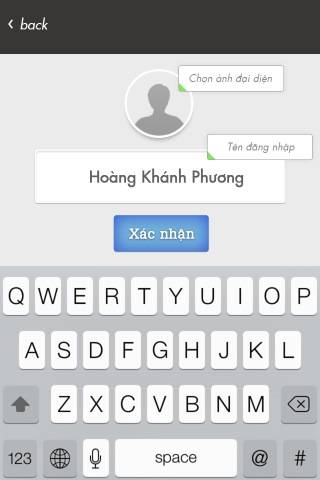 ‹ back
Chọn ảnh đại diện
Tên đăng nhập
Hoàng Khánh Phương
Xác nhận
Q W E R T Y U I O P
A S D F G H J K L
Z X C V B N M
123 space @ #